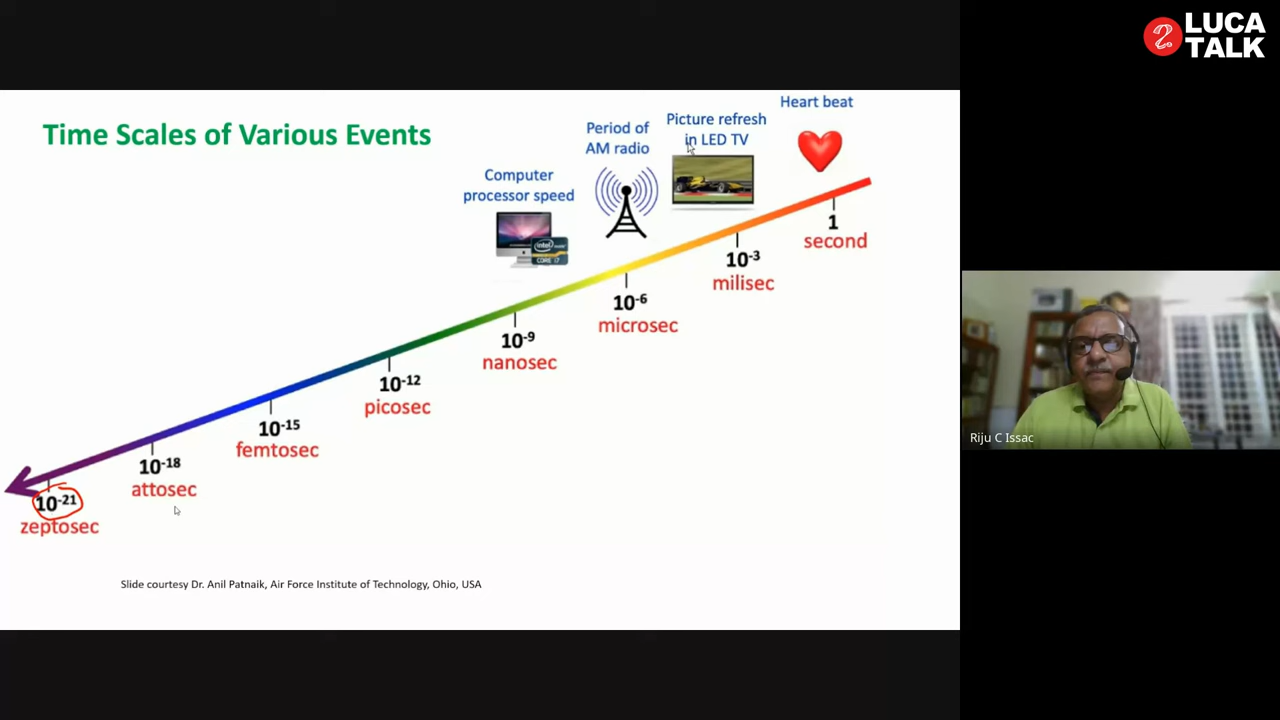 LUCA
TALK
Time Scales of Various Events
Heart beat
Picture refresh
in LED TV
Period of
AM radio
Computer
processor speed
intel
CORE i7
1
second
10-3
milisec
10-6
microsec
10-9
nanosec
10-12
picosec
10-15
femtosec
10-18
attosec
10-21
zeptosec
Riju C Issac
Slide courtesy Dr. Anil Patnaik, Air Force Institute of Technology, Ohio, USA